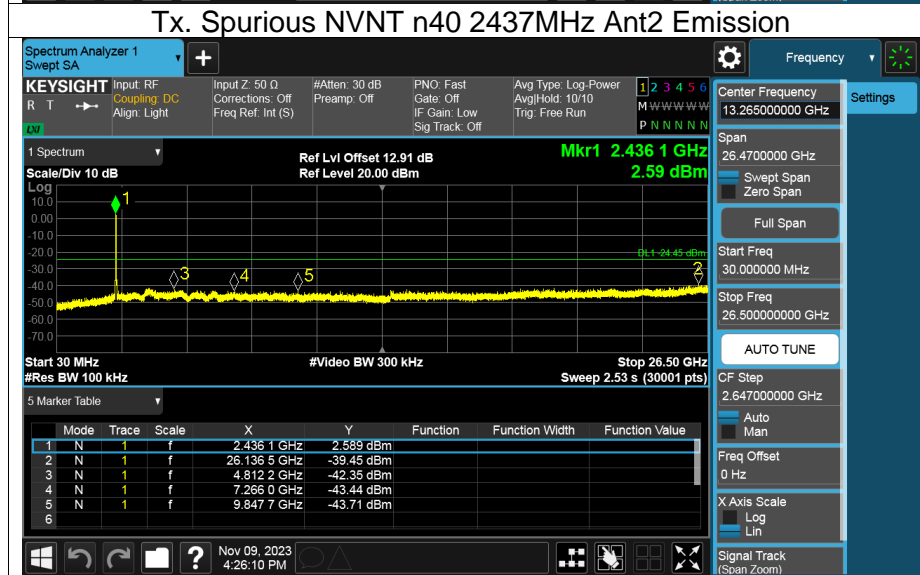 Tx. Spurious NVNT n40 2437MHz Ant2 Emission
Spectrum Analyzer 1
Swept SA
+
Frequency
KEYSIGHT
R T
LXI
Input: RF
Coupling: DC
Align: Light
Input Z: 50 Ω
Corrections: Off
Freq Ref: Int (S)
#Atten: 30 dB
Preamp: Off
PNO: Fast
Gate: Off
IF Gain: Low
Sig Track: Off
Avg Type: Log-Power
Avg|Hold: 10/10
Trig: Free Run
1 2 3 4 5 6
M W W W W W
P N N N N N
1 Spectrum
Scale/Div 10 dB
Ref Lvl Offset 12.91 dB
Ref Level 20.00 dBm
Mkr1 2.436 1 GHz
2.59 dBm
Log
10.0
0.00
-10.0
-20.0
-30.0
-40.0
-50.0
-60.0
-70.0
1
3
4
5
2
DL1 -24.45 dBm
Start 30 MHz
#Res BW 100 kHz
#Video BW 300 kHz
Stop 26.50 GHz
Sweep 2.53 s (30001 pts)
5 Marker Table
Mode Trace Scale X Y Function Function Width Function Value
1 N 1 f 2.436 1 GHz 2.589 dBm
2 N 1 f 26.136 5 GHz -39.45 dBm
3 N 1 f 4.812 2 GHz -42.35 dBm
4 N 1 f 7.266 0 GHz -43.44 dBm
5 N 1 f 9.847 7 GHz -43.71 dBm
6
?
Nov 09, 2023
4:26:10 PM
Center Frequency
13.265000000 GHz
Settings
Span
26.4700000 GHz
Swept Span
Zero Span
Full Span
Start Freq
30.000000 MHz
Stop Freq
26.500000000 GHz
AUTO TUNE
CF Step
2.647000000 GHz
Auto
Man
Freq Offset
0 Hz
X Axis Scale
Log
Lin
Signal Track
(Span Zoom)